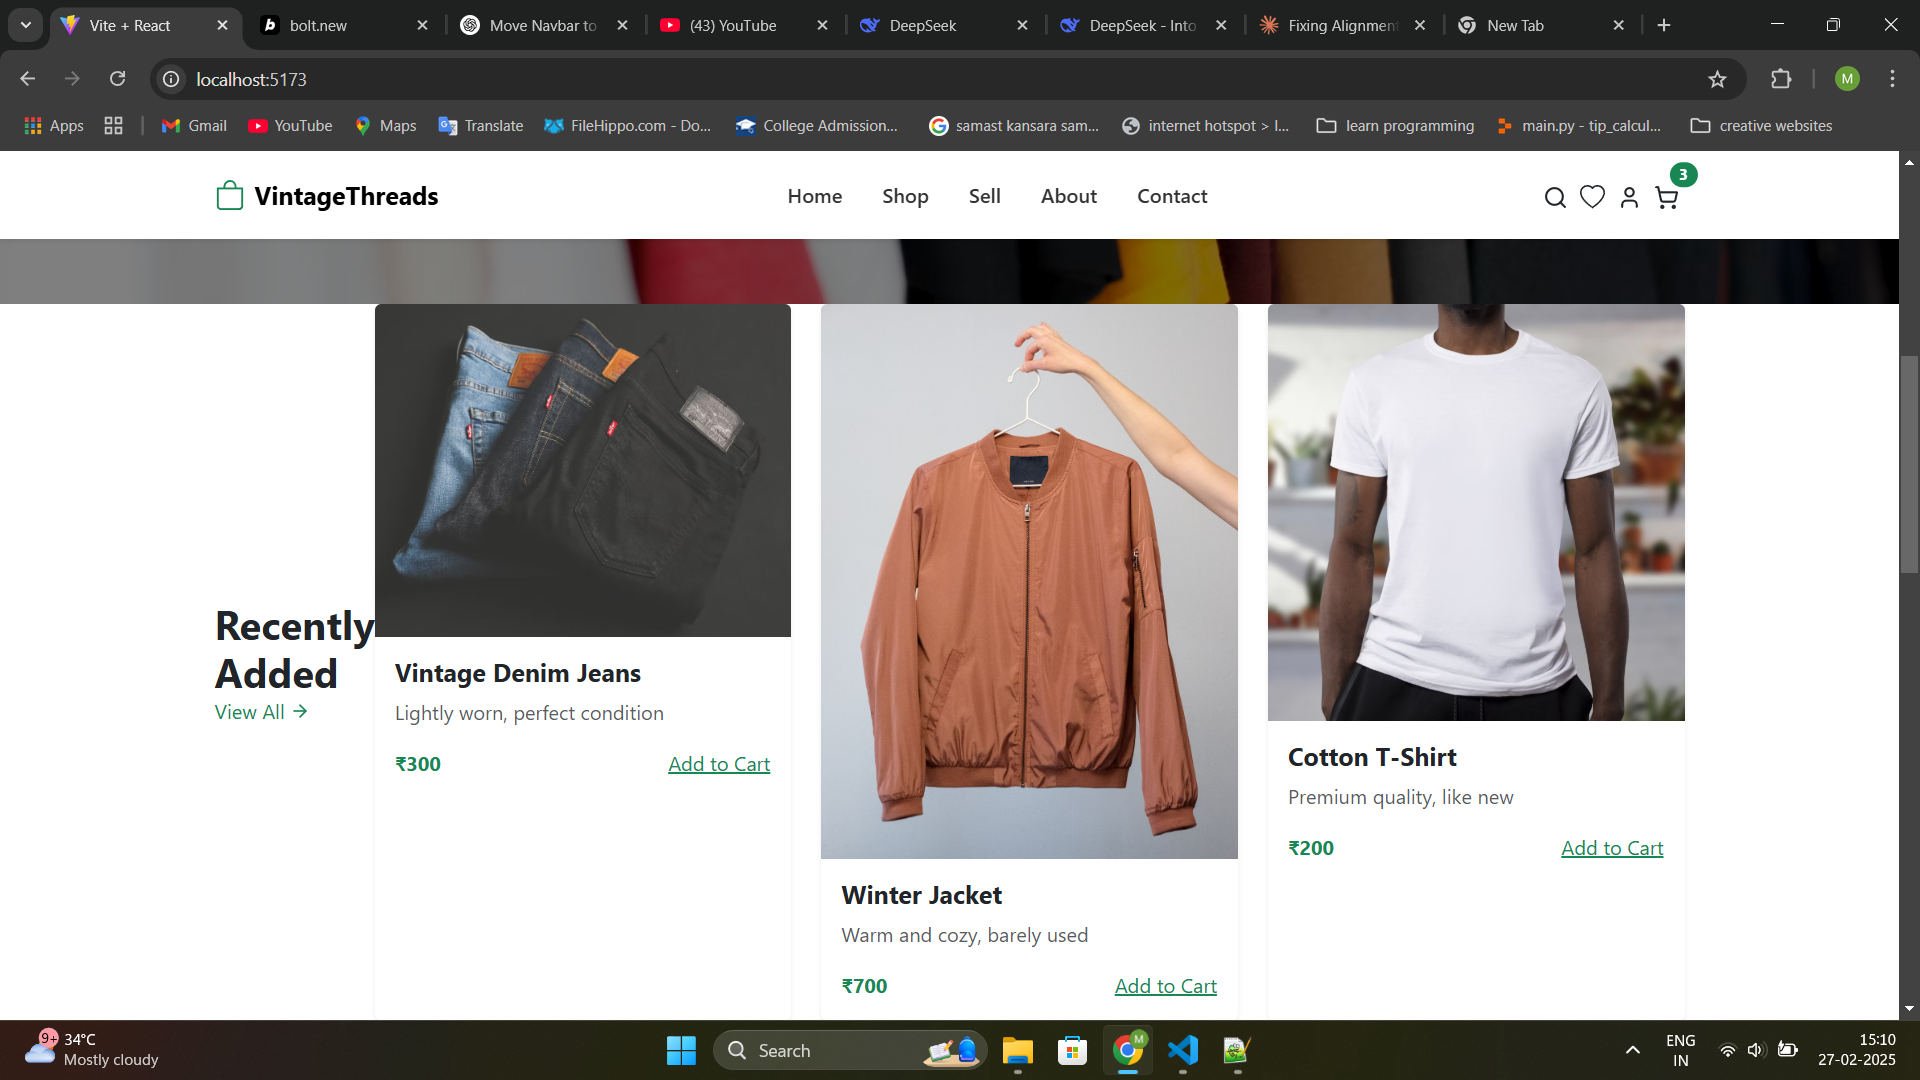 Vite + React
bolt.new
Move Navbar to
(43) YouTube
DeepSeek
DeepSeek - Into
Fixing Alignment
New Tab
localhost:5173
M
Apps
Gmail
YouTube
Maps
Translate
FileHippo.com - Do...
College Admission...
samast kansara sam...
internet hotspot > I...
learn programming
main.py - tip_calcul...
creative websites
VintageThreads
Home
Shop
Sell
About
Contact
3
Recently
Added
View All →
Vintage Denim Jeans
Lightly worn, perfect condition
₹300
Add to Cart
Winter Jacket
Warm and cozy, barely used
₹700
Add to Cart
Cotton T-Shirt
Premium quality, like new
₹200
Add to Cart
9+
34°C
Mostly cloudy
Search
M
ENG
IN
15:10
27-02-2025